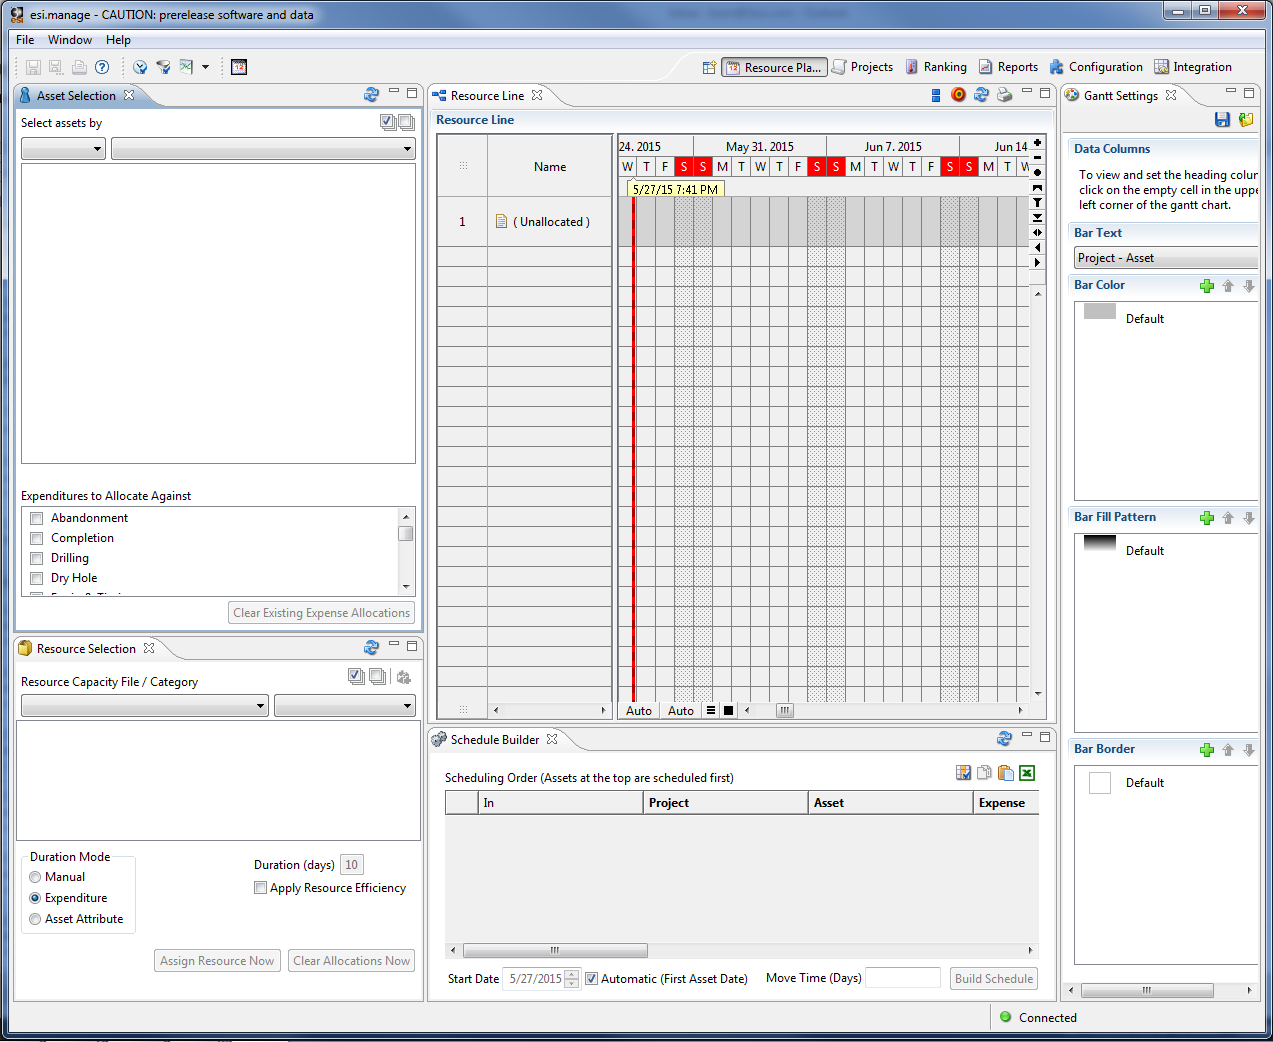 esi.manage - CAUTION: prerelease software and data
File Window Help
Resource Pla... Projects Ranking Reports Configuration Integration
Asset Selection
Select assets by
Expenditures to Allocate Against
Abandonment
Completion
Drilling
Dry Hole
Clear Existing Expense Allocations
Resource Selection
Resource Capacity File / Category
Duration Mode
Manual
Expenditure
Asset Attribute
Duration (days) 10
Apply Resource Efficiency
Assign Resource Now Clear Allocations Now
Resource Line
Resource Line
Name
24. 2015 May 31. 2015 Jun 7. 2015 Jun 14
W T F S S M T W T F S S M T W T F S S M T W
5/27/15 7:41 PM
1 ( Unallocated )
Auto Auto
Schedule Builder
Scheduling Order (Assets at the top are scheduled first)
In Project Asset Expense
Start Date 5/27/2015 Automatic (First Asset Date) Move Time (Days) Build Schedule
Gantt Settings
Data Columns
To view and set the heading colun
click on the empty cell in the uppe
left corner of the gantt chart.
Bar Text
Project - Asset
Bar Color
Default
Bar Fill Pattern
Default
Bar Border
Default
Connected